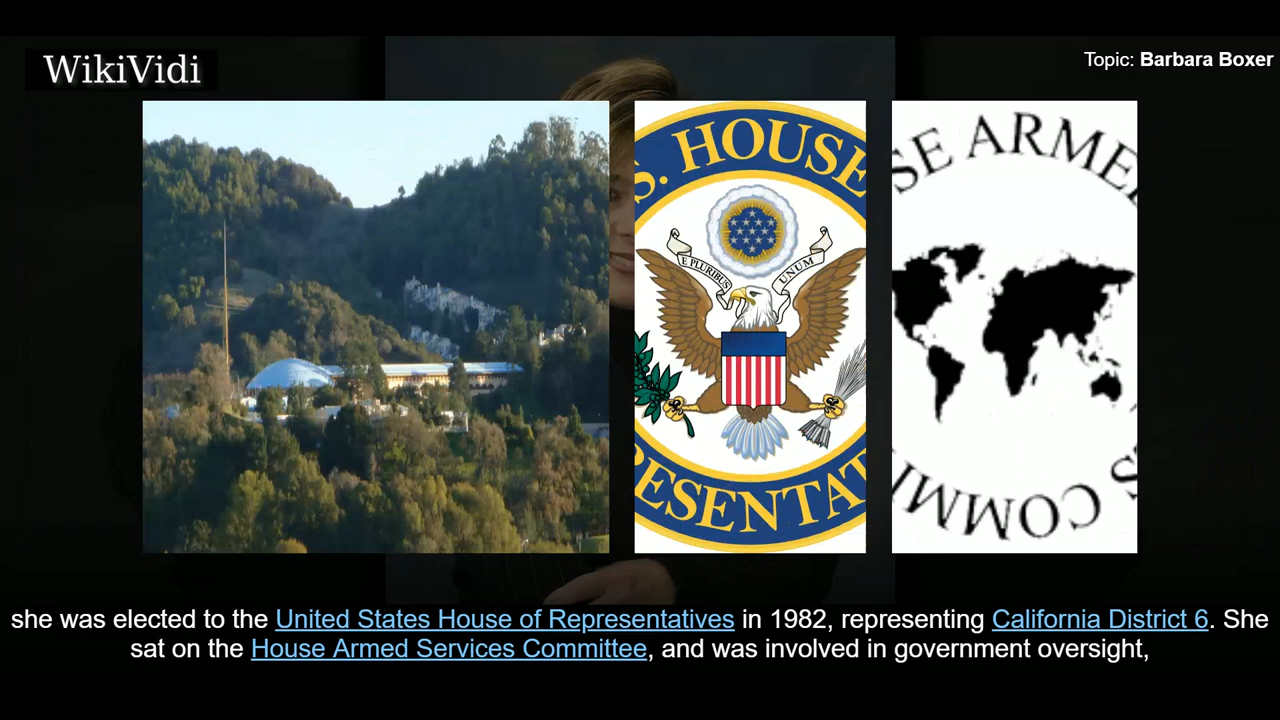 WikiVidi
Topic: Barbara Boxer
S. HOUSE
E PLURIBUS
UNUM
RESENTAT
SE ARME
COMMI
she was elected to the United States House of Representatives in 1982, representing California District 6. She
sat on the House Armed Services Committee, and was involved in government oversight,